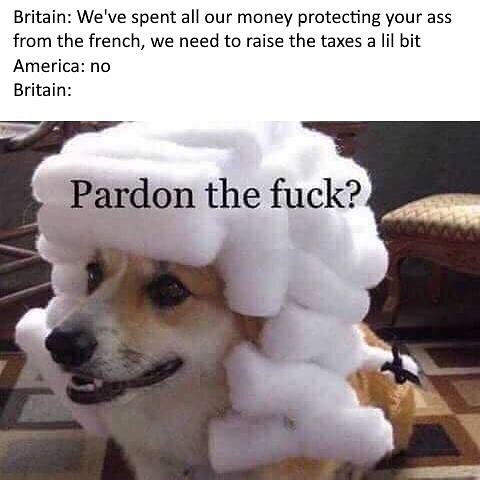 Britain: We've spent all our money protecting your ass
from the french, we need to raise the taxes a lil bit
America: no
Britain:
Pardon the fuck?